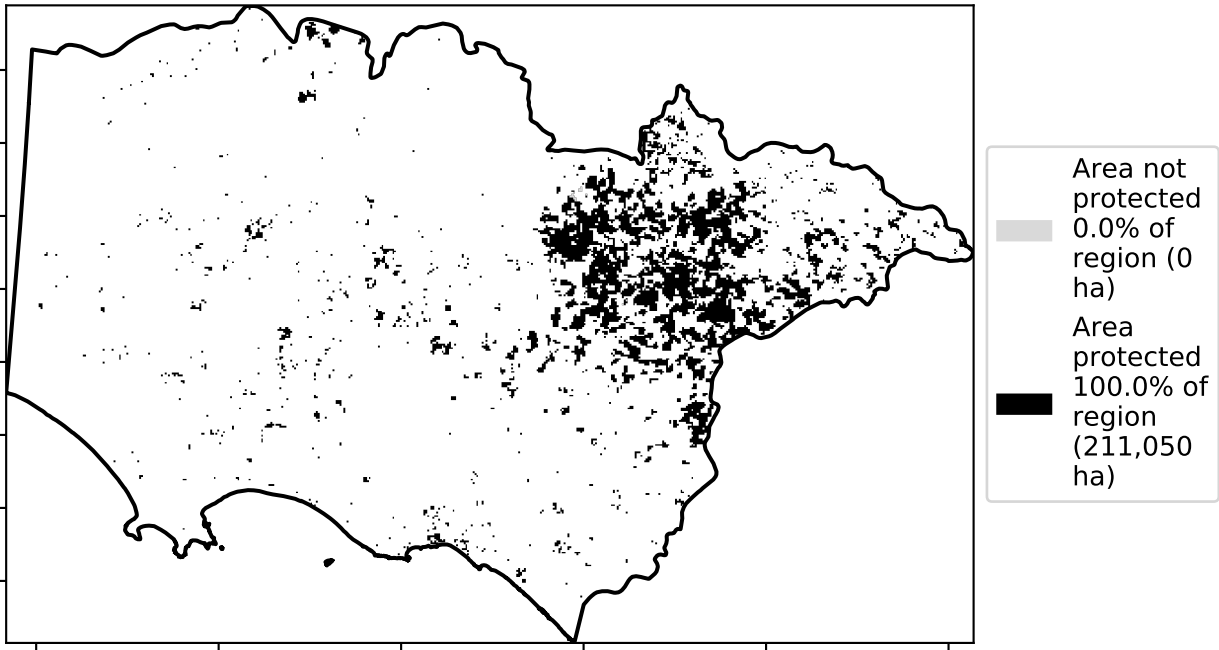 Area not
protected
0.0% of
region (0
ha)
Area
protected
100.0% of
region
(211,050
ha)